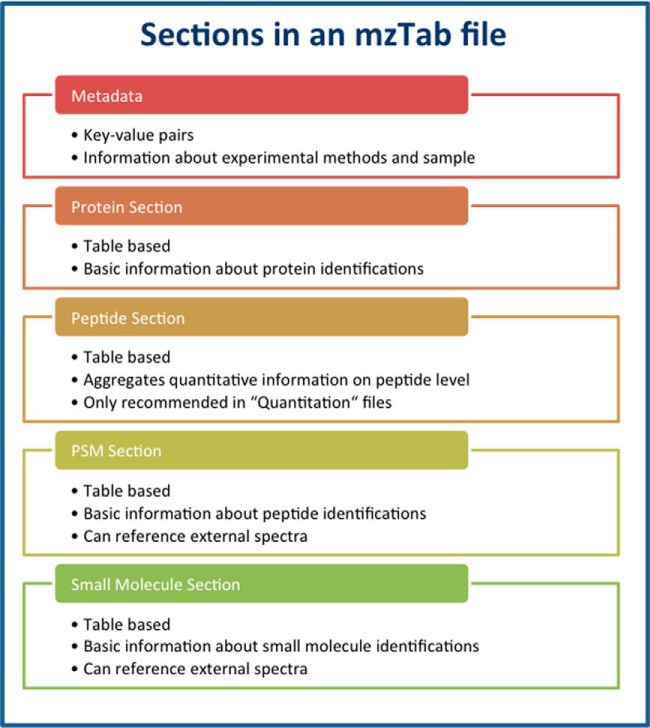 Sections in an mzTab file
Metadata
• Key-value pairs
• Information about experimental methods and sample
Protein Section
• Table based
• Basic information about protein identifications
Peptide Section
• Table based
• Aggregates quantitative information on peptide level
• Only recommended in “Quantitation“ files
PSM Section
• Table based
• Basic information about peptide identifications
• Can reference external spectra
Small Molecule Section
• Table based
• Basic information about small molecule identifications
• Can reference external spectra